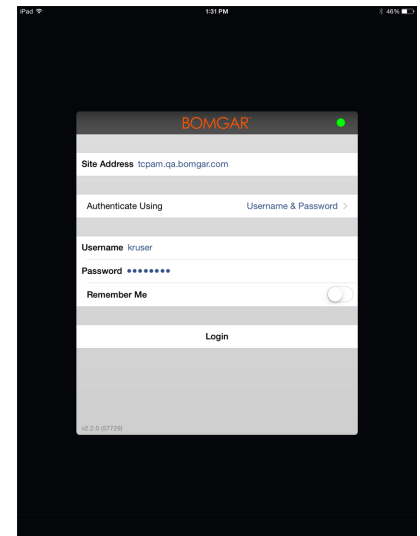 iPad 1:31 PM 46%
BOMGAR
Site Address tcpam.qa.bomgar.com
Authenticate Using Username & Password >
Username kruser
Password ••••••••
Remember Me
Login
v2.2.0 (57729)